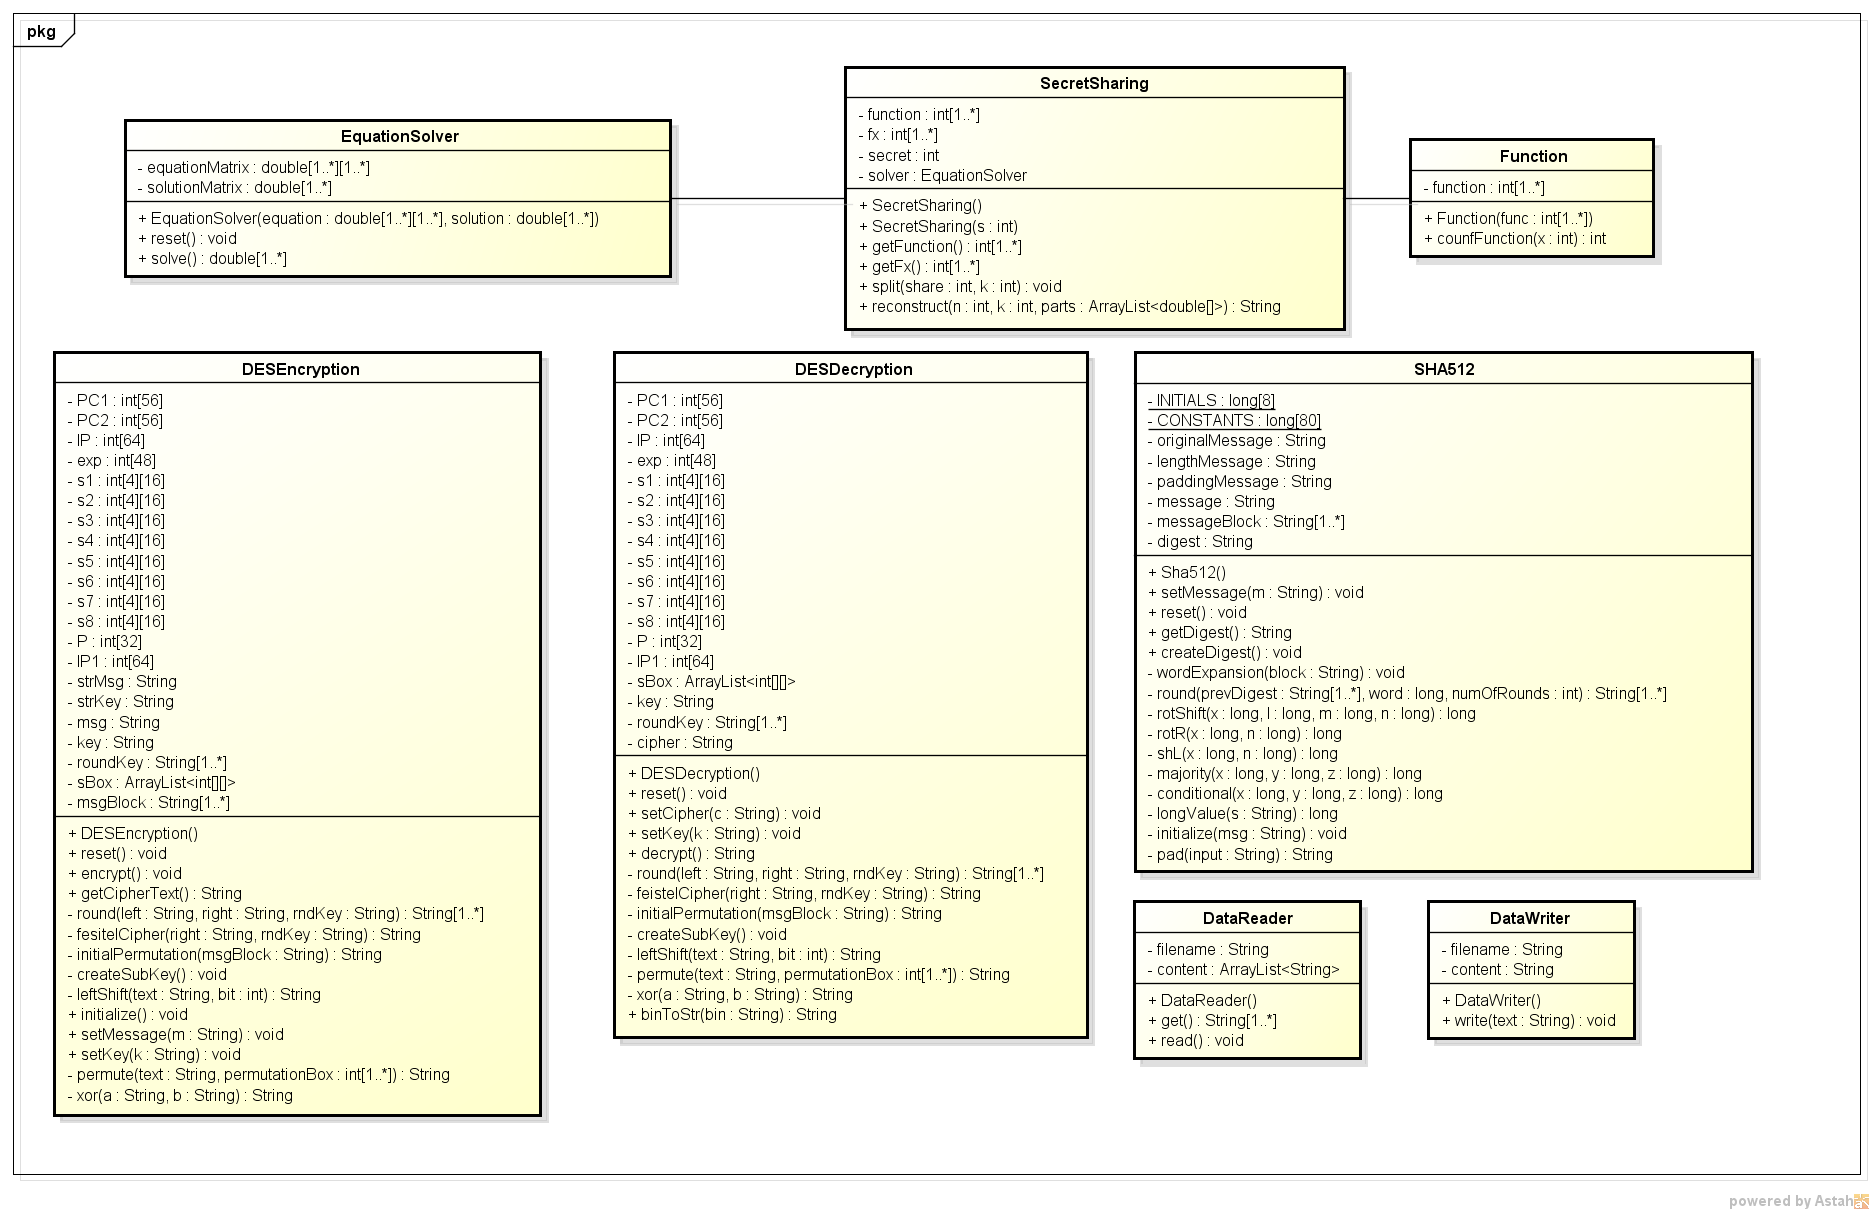 pkg
EquationSolver
- equationMatrix : double[1..*][1..*]
- solutionMatrix : double[1..*]
+ EquationSolver(equation : double[1..*][1..*], solution : double[1..*])
+ reset() : void
+ solve() : double[1..*]
SecretSharing
- function : int[1..*]
- fx : int[1..*]
- secret : int
- solver : EquationSolver
+ SecretSharing()
+ SecretSharing(s : int)
+ getFunction() : int[1..*]
+ getFx() : int[1..*]
+ split(share : int, k : int) : void
+ reconstruct(n : int, k : int, parts : ArrayList<double[]>) : String
Function
- function : int[1..*]
+ Function(func : int[1..*])
+ counfFunction(x : int) : int
DESEncryption
- PC1 : int[56]
- PC2 : int[56]
- IP : int[64]
- exp : int[48]
- s1 : int[4][16]
- s2 : int[4][16]
- s3 : int[4][16]
- s4 : int[4][16]
- s5 : int[4][16]
- s6 : int[4][16]
- s7 : int[4][16]
- s8 : int[4][16]
- P : int[32]
- IP1 : int[64]
- strMsg : String
- strKey : String
- msg : String
- key : String
- roundKey : String[1..*]
- sBox : ArrayList<int[][]>
- msgBlock : String[1..*]
+ DESEncryption()
+ reset() : void
+ encrypt() : void
+ getCipherText() : String
- round(left : String, right : String, rndKey : String) : String[1..*]
- fesitelCipher(right : String, rndKey : String) : String
- initialPermutation(msgBlock : String) : String
- createSubKey() : void
- leftShift(text : String, bit : int) : String
+ initialize() : void
+ setMessage(m : String) : void
+ setKey(k : String) : void
- permute(text : String, permutationBox : int[1..*]) : String
- xor(a : String, b : String) : String
DESDecryption
- PC1 : int[56]
- PC2 : int[56]
- IP : int[64]
- exp : int[48]
- s1 : int[4][16]
- s2 : int[4][16]
- s3 : int[4][16]
- s4 : int[4][16]
- s5 : int[4][16]
- s6 : int[4][16]
- s7 : int[4][16]
- s8 : int[4][16]
- P : int[32]
- IP1 : int[64]
- sBox : ArrayList<int[][]>
- key : String
- roundKey : String[1..*]
- cipher : String
+ DESDecryption()
+ reset() : void
+ setCipher(c : String) : void
+ setKey(k : String) : void
+ decrypt() : String
- round(left : String, right : String, rndKey : String) : String[1..*]
- feistelCipher(right : String, rndKey : String) : String
- initialPermutation(msgBlock : String) : String
- createSubKey() : void
- leftShift(text : String, bit : int) : String
- permute(text : String, permutationBox : int[1..*]) : String
- xor(a : String, b : String) : String
+ binToStr(bin : String) : String
SHA512
- INITIALS : long[8]
- CONSTANTS : long[80]
- originalMessage : String
- lengthMessage : String
- paddingMessage : String
- message : String
- messageBlock : String[1..*]
- digest : String
+ Sha512()
+ setMessage(m : String) : void
+ reset() : void
+ getDigest() : String
+ createDigest() : void
- wordExpansion(block : String) : void
- round(prevDigest : String[1..*], word : long, numOfRounds : int) : String[1..*]
- rotShift(x : long, l : long, m : long, n : long) : long
- rotR(x : long, n : long) : long
- shL(x : long, n : long) : long
- majority(x : long, y : long, z : long) : long
- conditional(x : long, y : long, z : long) : long
- longValue(s : String) : long
- initialize(msg : String) : void
- pad(input : String) : String
DataReader
- filename : String
- content : ArrayList<String>
+ DataReader()
+ get() : String[1..*]
+ read() : void
DataWriter
- filename : String
- content : String
+ DataWriter()
+ write(text : String) : void
powered by Astah